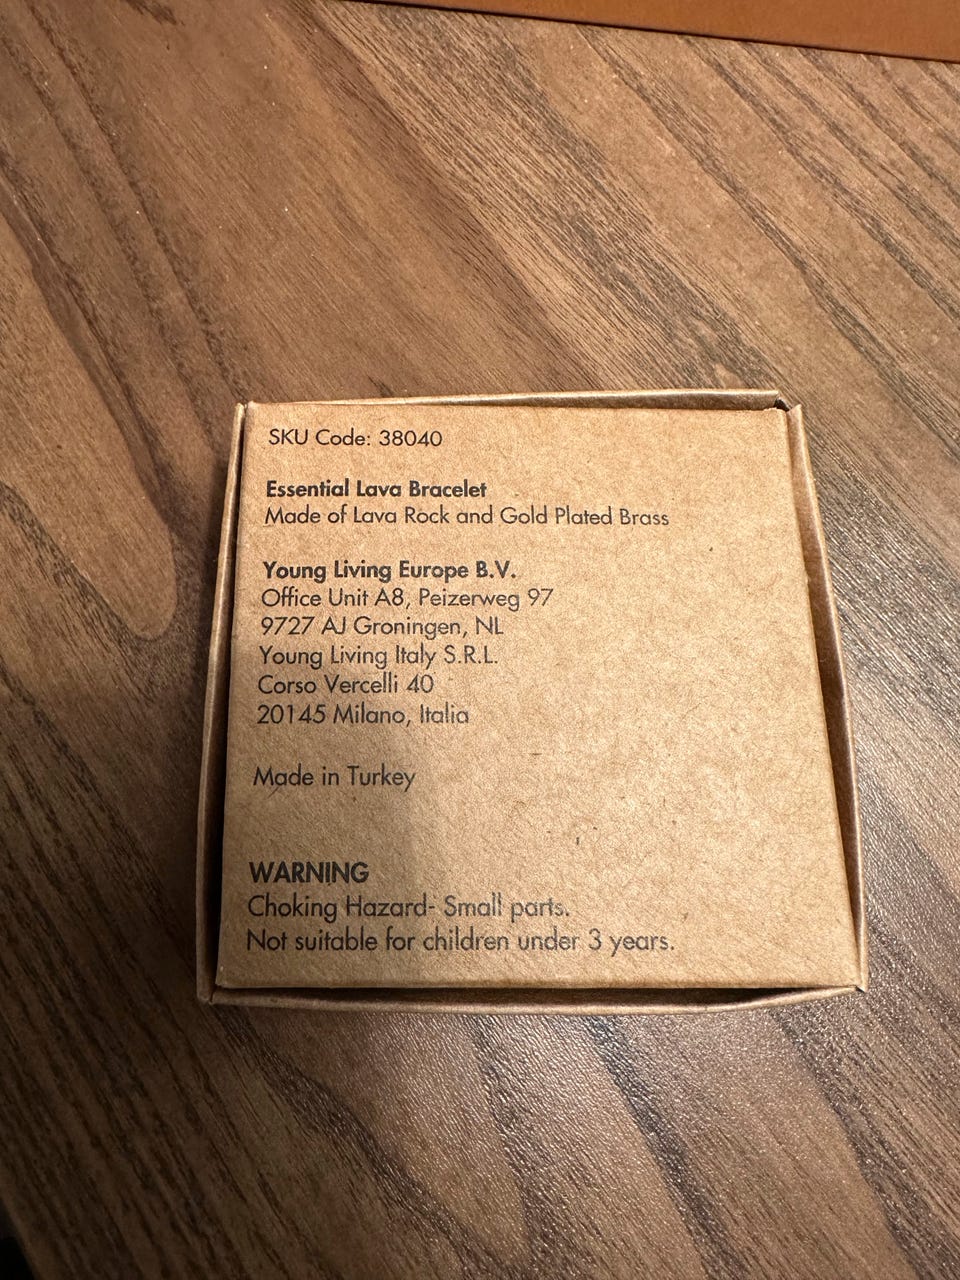 SKU Code: 38040
Essential Lava Bracelet
Made of Lava Rock and Gold Plated Brass
Young Living Europe B.V.
Office Unit A8, Peizerweg 97
9727 AJ Groningen, NL
Young Living Italy S.R.L.
Corso Vercelli 40
20145 Milano, Italia
Made in Turkey
WARNING
Choking Hazard- Small parts.
Not suitable for children under 3 years.